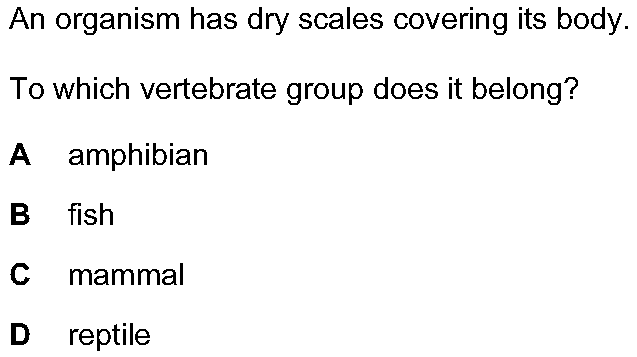 An organism has dry scales covering its body.
To which vertebrate group does it belong?
A amphibian
B fish
C mammal
D reptile